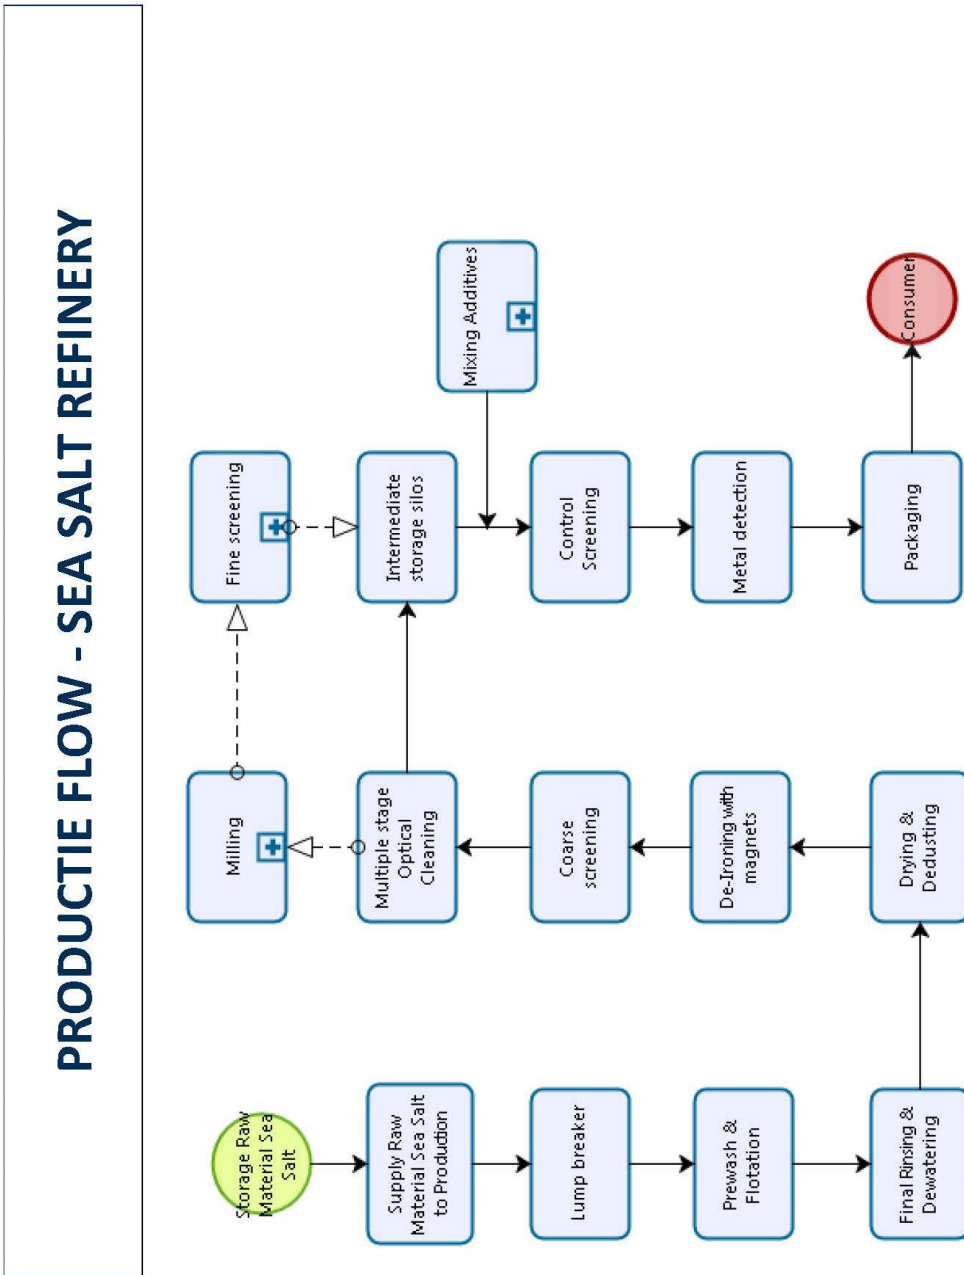 PRODUCTIE FLOW - SEA SALT REFINERY
Storage Raw
Material Sea
Salt
Supply Raw
Material Sea Salt
to Production
Lump breaker
Prewash &
Flotation
Final Rinsing &
Dewatering
Drying &
Dedusting
De-Ironing with
magnets
Coarse
screening
Multiple stage
Optical
Cleaning
Milling
Fine screening
Intermediate
storage silos
Mixing Additives
Control
Screening
Metal detection
Packaging
Consumer